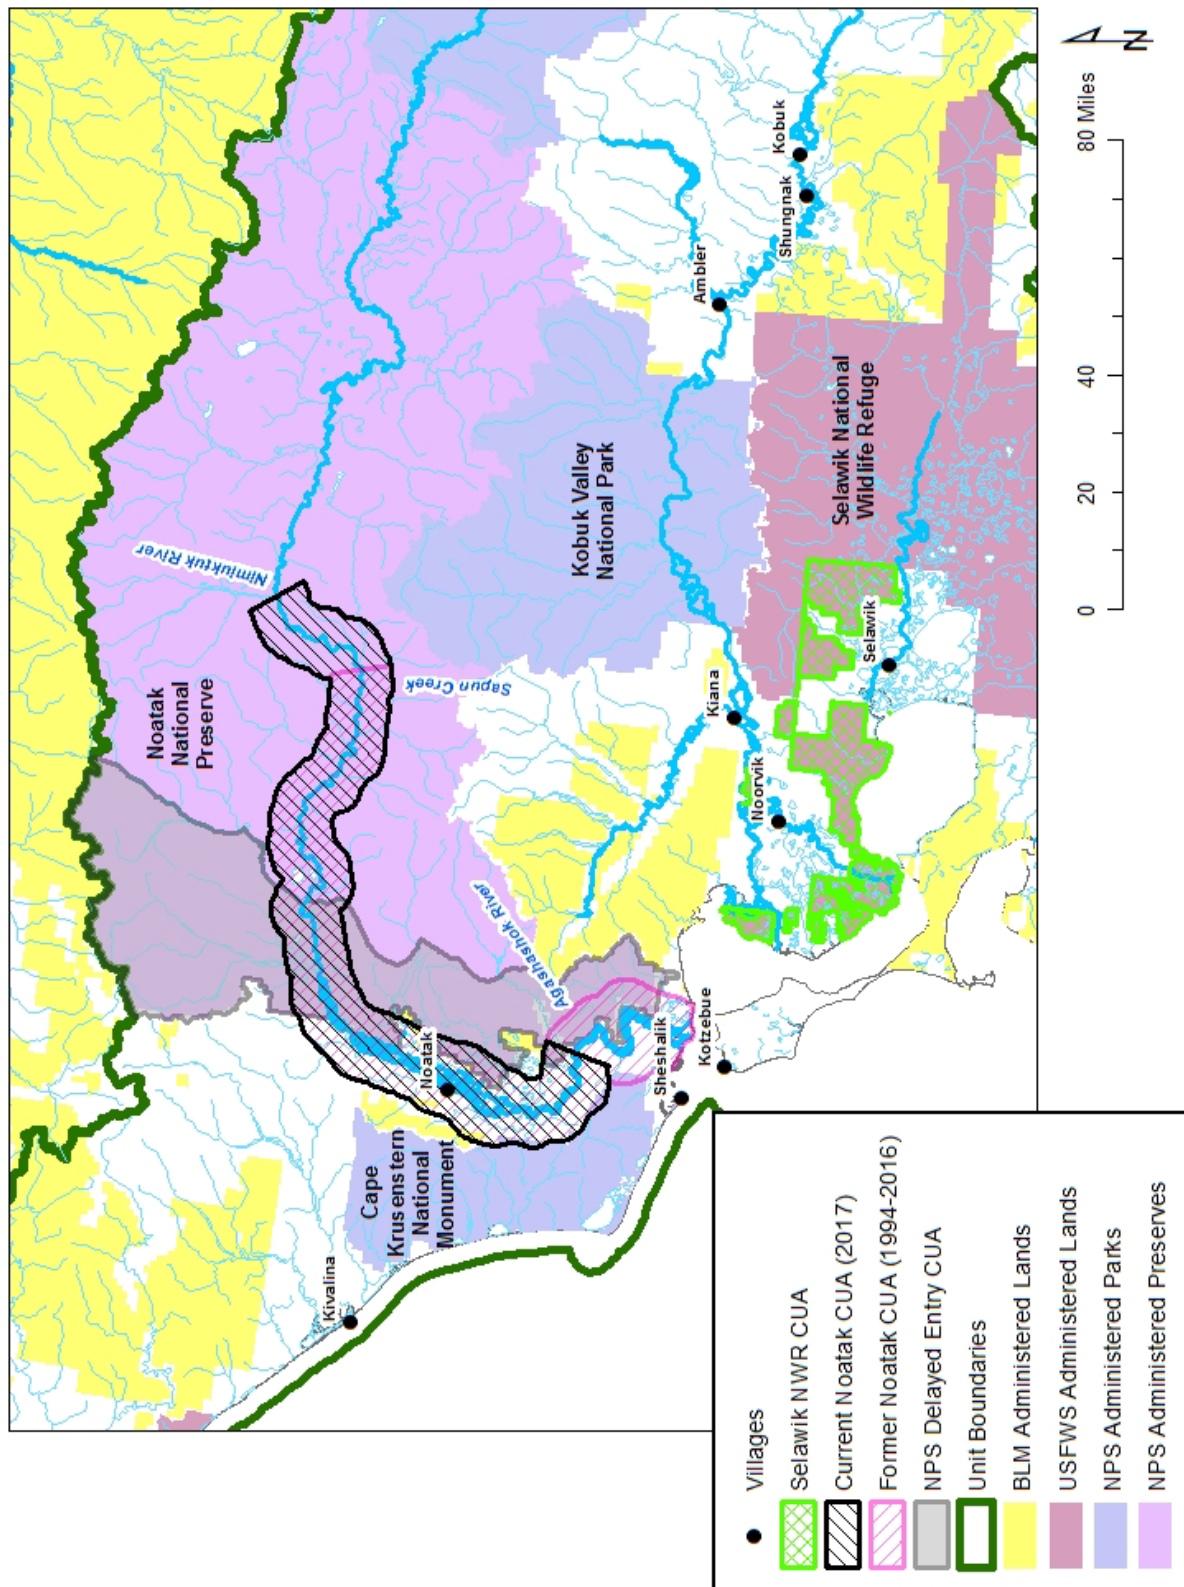 Noatak
National
Preserve
Nimiuktuk River
Sapun Creek
Agashashok River
Cape
Krusenstern
National
Monument
Kobuk Valley
National Park
Selawik National
Wildlife Refuge
Kivalina
Noatak
Sheshalik
Kotzebue
Noorvik
Kiana
Selawik
Ambler
Shungnak
Kobuk
Villages
Selawik NWR CUA
Current Noatak CUA (2017)
Former Noatak CUA (1994-2016)
NPS Delayed Entry CUA
Unit Boundaries
BLM Administered Lands
USFWS Administered Lands
NPS Administered Parks
NPS Administered Preserves
0 20 40 80 Miles
N